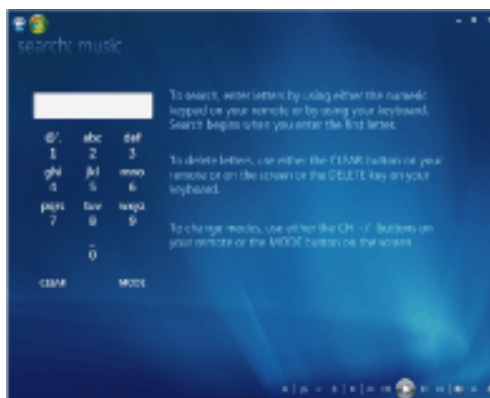 search: music
To search, enter letters by using either the numeric
keypad on your remote or by using your keyboard.
Search begins when you enter the first letter.
abc def
1 2 3
ghi jkl mno
4 5 6
To delete letters, use either the CLEAR button on your
remote or on the screen or the DELETE key on your
keyboard.
pqrs tuv wxyz
7 8 9
0
To change modes, use either the CH -/ buttons on
your remote or the MODE button on the screen.
CLEAR MODE